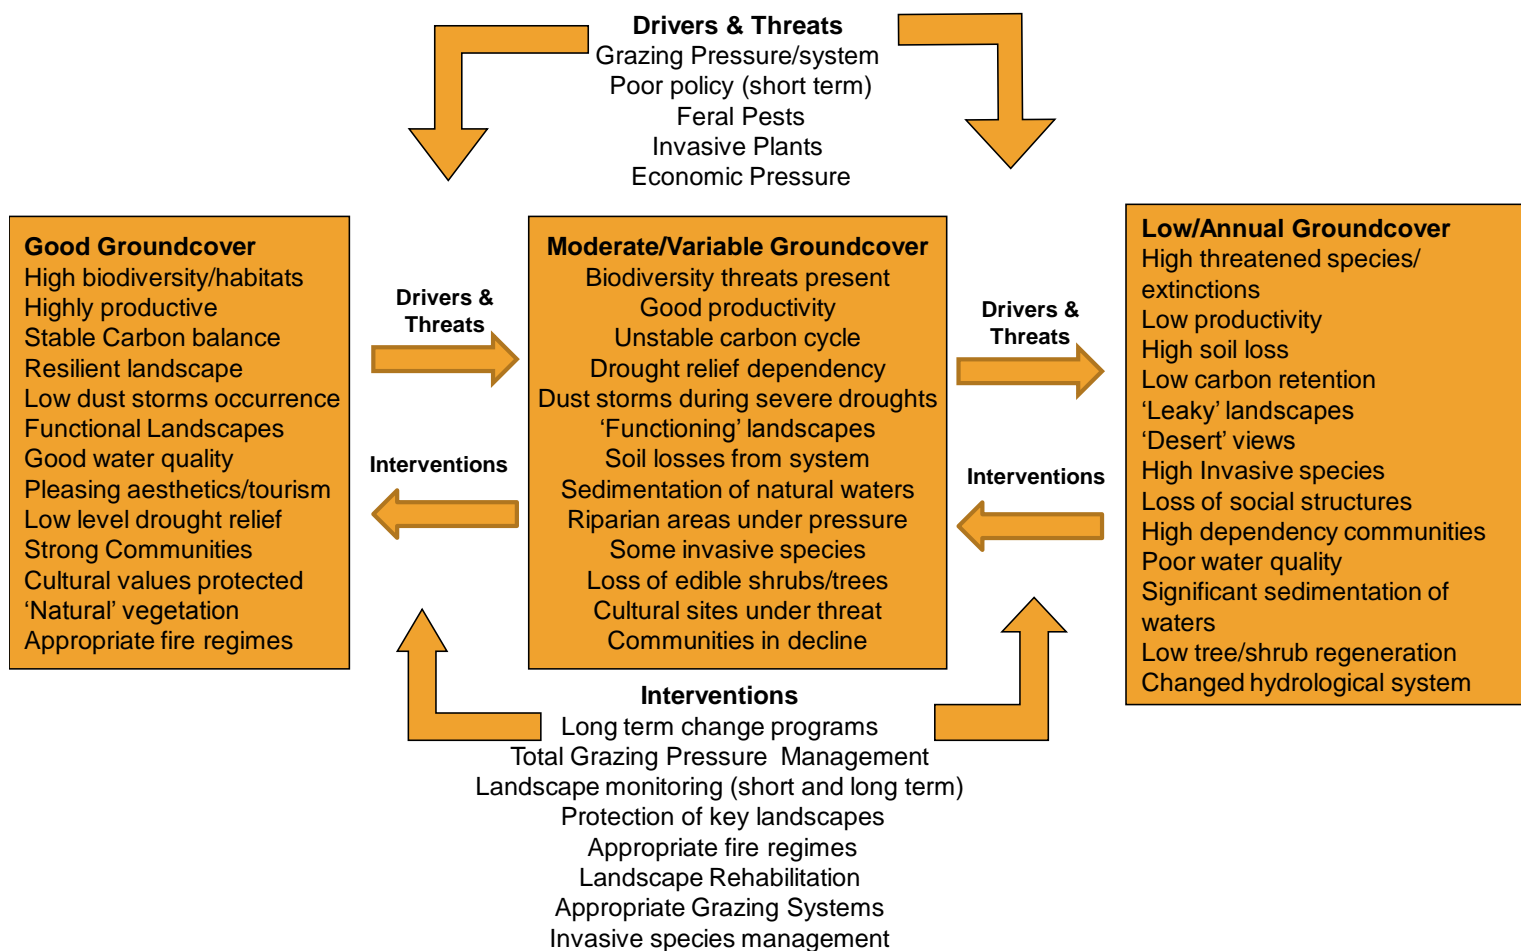 Drivers & Threats
Grazing Pressure/system
Poor policy (short term)
Feral Pests
Invasive Plants
Economic Pressure
Good Groundcover
High biodiversity/habitats
Highly productive
Stable Carbon balance
Resilient landscape
Low dust storms occurrence
Functional Landscapes
Good water quality
Pleasing aesthetics/tourism
Low level drought relief
Strong Communities
Cultural values protected
‘Natural’ vegetation
Appropriate fire regimes
Drivers &
Threats
Interventions
Moderate/Variable Groundcover
Biodiversity threats present
Good productivity
Unstable carbon cycle
Drought relief dependency
Dust storms during severe droughts
‘Functioning’ landscapes
Soil losses from system
Sedimentation of natural waters
Riparian areas under pressure
Some invasive species
Loss of edible shrubs/trees
Cultural sites under threat
Communities in decline
Drivers &
Threats
Interventions
Low/Annual Groundcover
High threatened species/
extinctions
Low productivity
High soil loss
Low carbon retention
‘Leaky’ landscapes
‘Desert’ views
High Invasive species
Loss of social structures
High dependency communities
Poor water quality
Significant sedimentation of
waters
Low tree/shrub regeneration
Changed hydrological system
Interventions
Long term change programs
Total Grazing Pressure Management
Landscape monitoring (short and long term)
Protection of key landscapes
Appropriate fire regimes
Landscape Rehabilitation
Appropriate Grazing Systems
Invasive species management